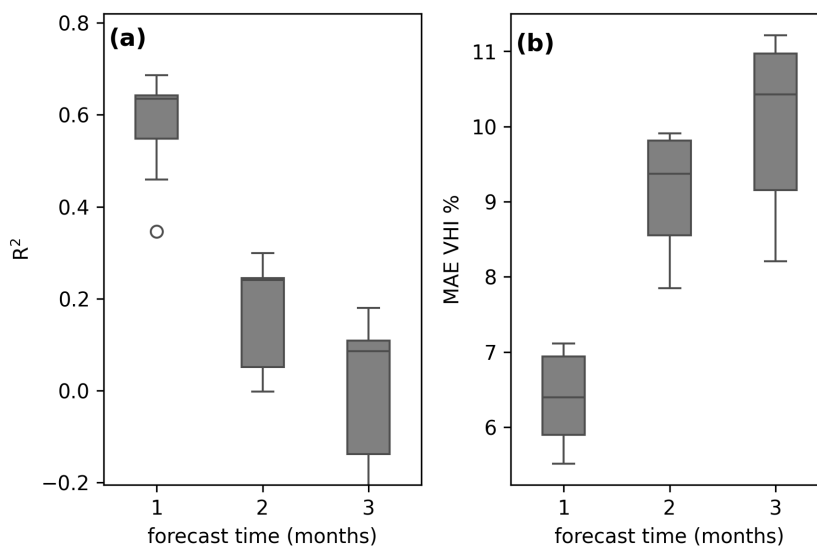 (a)
R²
0.8
0.6
0.4
0.2
0.0
−0.2
1 2 3
forecast time (months)
(b)
MAE VHI %
11
10
9
8
7
6
1 2 3
forecast time (months)